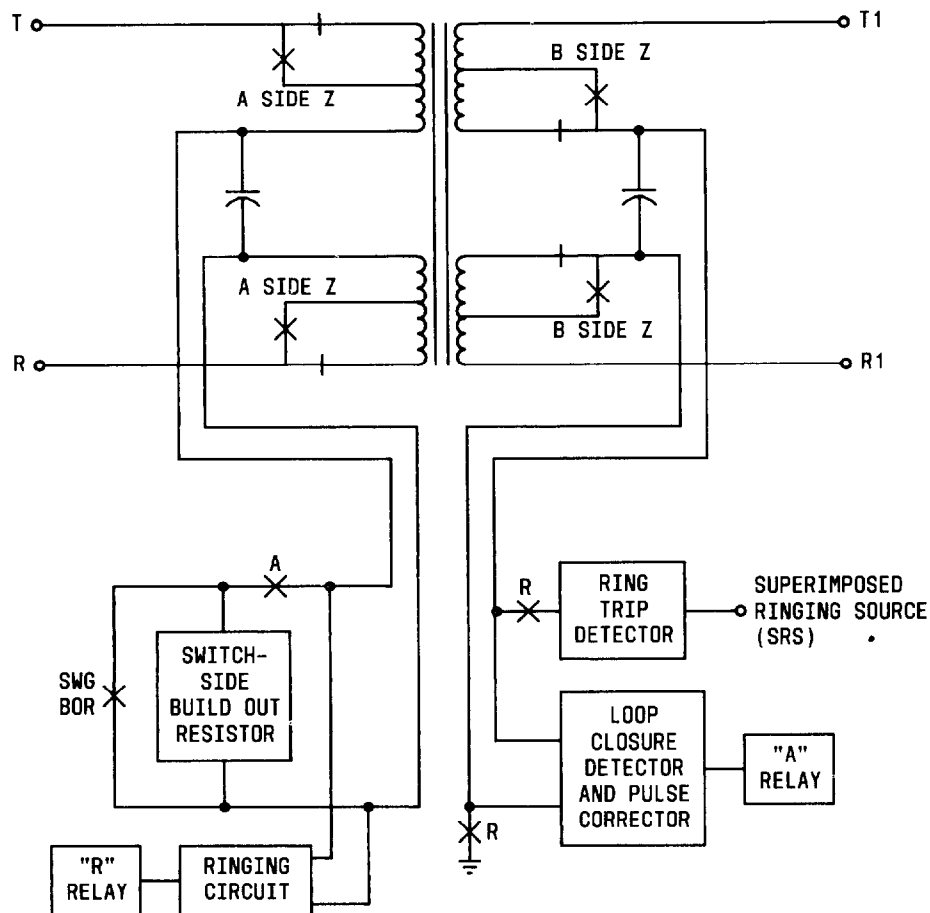 T
T1
B SIDE Z
A SIDE Z
A SIDE Z
B SIDE Z
R
R1
A
R
RING
TRIP
DETECTOR
SUPERIMPOSED
RINGING SOURCE
(SRS)
SWG
BOR
SWITCH-
SIDE
BUILD OUT
RESISTOR
LOOP
CLOSURE
DETECTOR
AND PULSE
CORRECTOR
"A"
RELAY
R
"R"
RELAY
RINGING
CIRCUIT